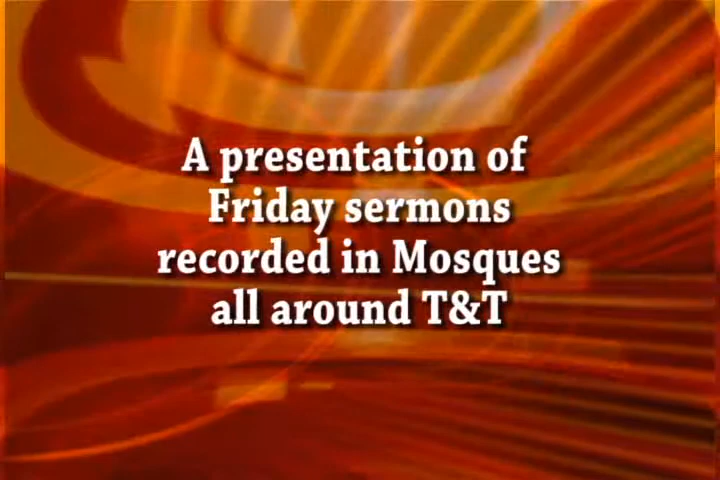 A presentation of
Friday sermons
recorded in Mosques
all around T&T